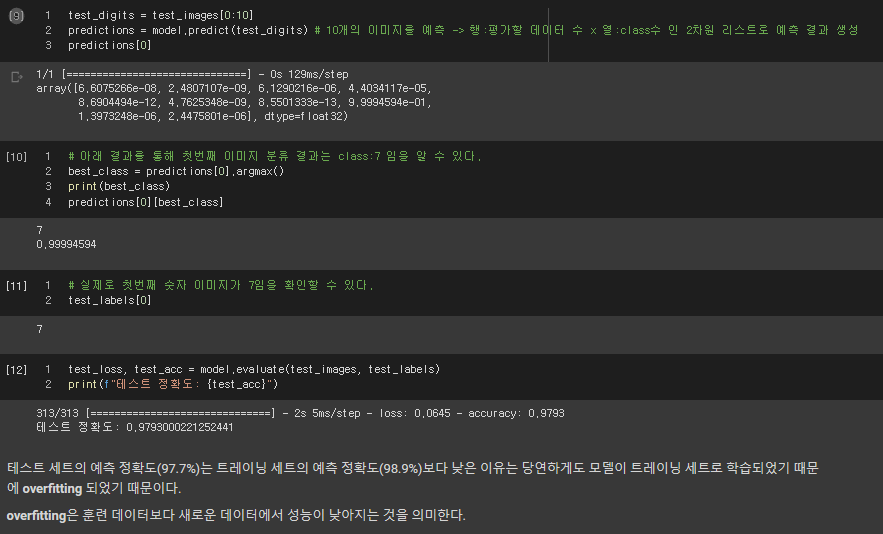 [9] 1 test_digits = test_images[0:10]
2 predictions = model.predict(test_digits) # 10개의 이미지를 예측 -> 행:평가할 데이터 수 x 열:class수 인 2차원 리스트로 예측 결과 생성
3 predictions[0]
1/1 [==============================] - 0s 129ms/step
array([6.6075266e-08, 2.4807107e-09, 6.1290216e-06, 4.4034117e-05,
8.6904494e-12, 4.7625348e-09, 8.5501333e-13, 9.9994594e-01,
1.3973248e-06, 2.4475801e-06], dtype=float32)
[10] 1 # 아래 결과를 통해 첫번째 이미지 분류 결과는 class:7 임을 알 수 있다.
2 best_class = predictions[0].argmax()
3 print(best_class)
4 predictions[0][best_class]
7
0.99994594
[11] 1 # 실제로 첫번째 숫자 이미지가 7임을 확인할 수 있다.
2 test_labels[0]
7
[12] 1 test_loss, test_acc = model.evaluate(test_images, test_labels)
2 print(f"테스트 정확도: {test_acc}")
313/313 [==============================] - 2s 5ms/step - loss: 0.0645 - accuracy: 0.9793
테스트 정확도: 0.9793000221252441
테스트 세트의 예측 정확도(97.7%)는 트레이닝 세트의 예측 정확도(98.9%)보다 낮은 이유는 당연하게도 모델이 트레이닝 세트로 학습되었기 때문
에 overfitting 되었기 때문이다.
overfitting은 훈련 데이터보다 새로운 데이터에서 성능이 낮아지는 것을 의미한다.